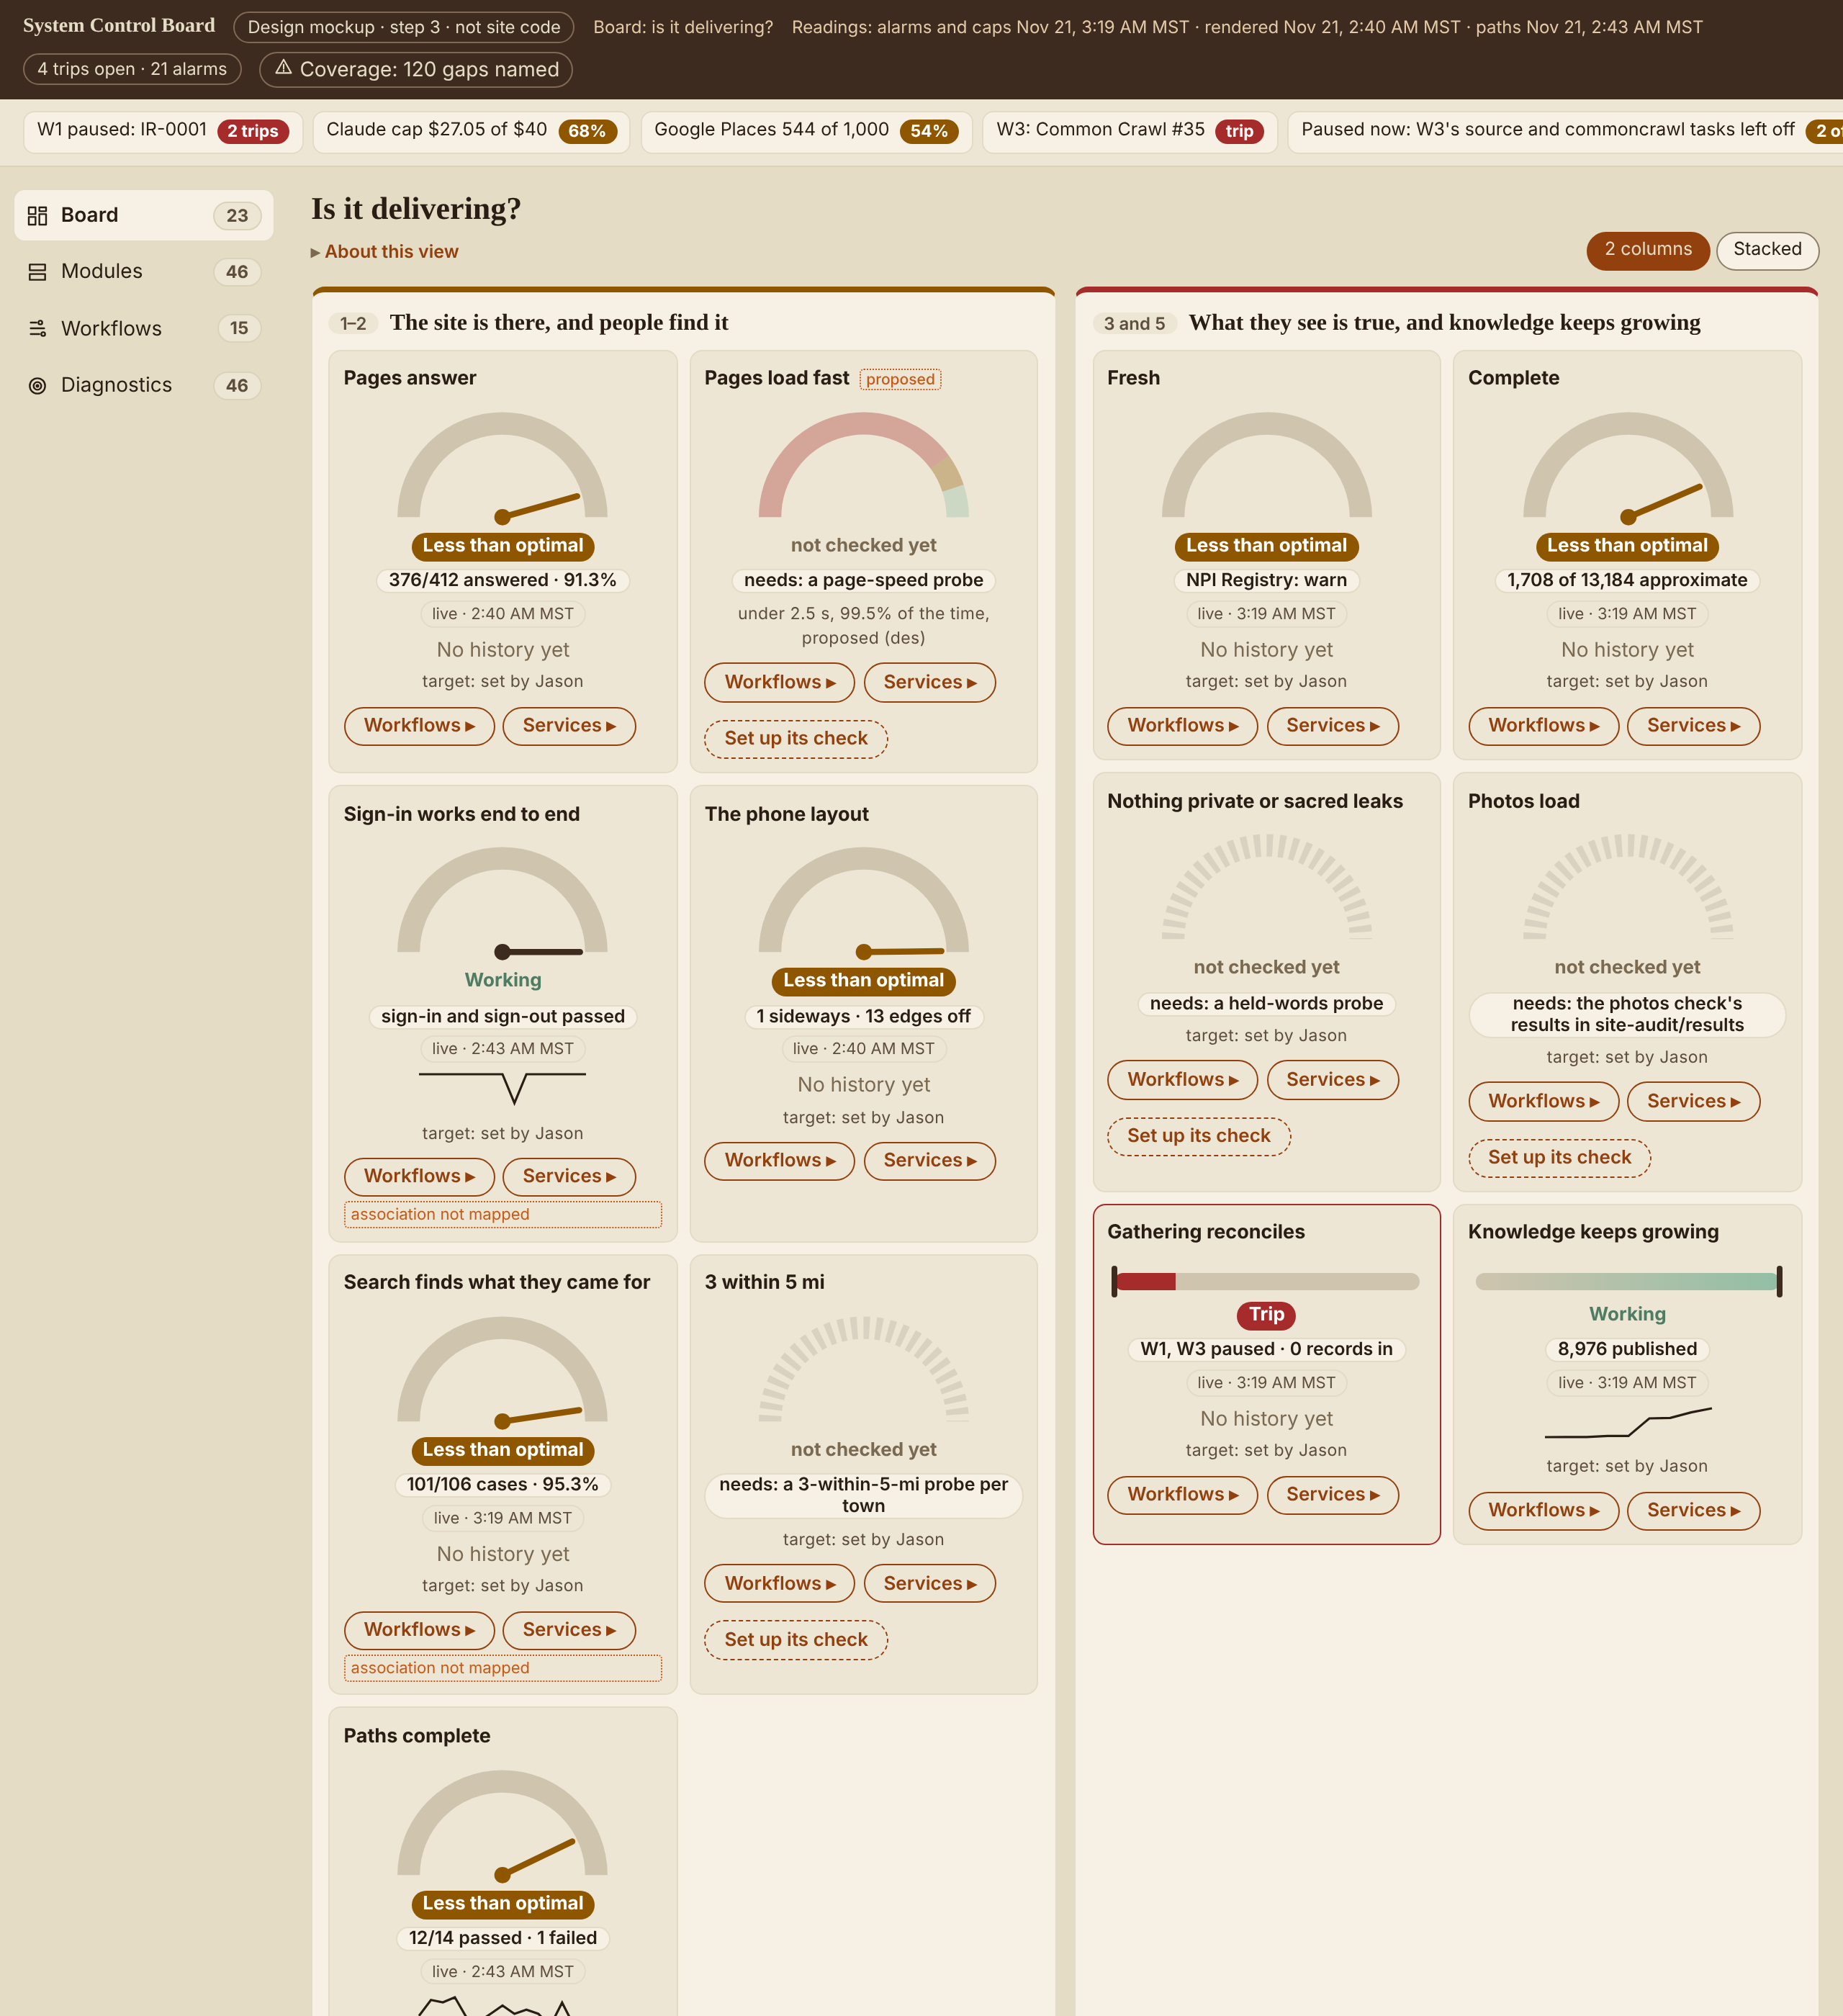 System Control Board
Design mockup · step 3 · not site code
Board: is it delivering?
Readings: alarms and caps Nov 21, 3:19 AM MST · rendered Nov 21, 2:40 AM MST · paths Nov 21, 2:43 AM MST
4 trips open · 21 alarms
Coverage: 120 gaps named
W1 paused: IR-0001 2 trips
Claude cap $27.05 of $40 68%
Google Places 544 of 1,000 54%
W3: Common Crawl #35 trip
Paused now: W3's source and commoncrawl tasks left off 2 of
Board 23
Modules 46
Workflows 15
Diagnostics 46
Is it delivering?
▸ About this view
2 columns
Stacked
1–2 The site is there, and people find it
Pages answer
Less than optimal
376/412 answered · 91.3%
live · 2:40 AM MST
No history yet
target: set by Jason
Workflows ▸ Services ▸
Pages load fast proposed
not checked yet
needs: a page-speed probe
under 2.5 s, 99.5% of the time,
proposed (des)
Workflows ▸ Services ▸
Set up its check
Sign-in works end to end
Working
sign-in and sign-out passed
live · 2:43 AM MST
target: set by Jason
Workflows ▸ Services ▸
association not mapped
The phone layout
Less than optimal
1 sideways · 13 edges off
live · 2:40 AM MST
No history yet
target: set by Jason
Workflows ▸ Services ▸
Search finds what they came for
Less than optimal
101/106 cases · 95.3%
live · 3:19 AM MST
No history yet
target: set by Jason
Workflows ▸ Services ▸
association not mapped
3 within 5 mi
not checked yet
needs: a 3-within-5-mi probe per
town
target: set by Jason
Workflows ▸ Services ▸
Set up its check
Paths complete
Less than optimal
12/14 passed · 1 failed
live · 2:43 AM MST
3 and 5 What they see is true, and knowledge keeps growing
Fresh
Less than optimal
NPI Registry: warn
live · 3:19 AM MST
No history yet
target: set by Jason
Workflows ▸ Services ▸
Complete
Less than optimal
1,708 of 13,184 approximate
live · 3:19 AM MST
No history yet
target: set by Jason
Workflows ▸ Services ▸
Nothing private or sacred leaks
not checked yet
needs: a held-words probe
target: set by Jason
Workflows ▸ Services ▸
Set up its check
Photos load
not checked yet
needs: the photos check's
results in site-audit/results
target: set by Jason
Workflows ▸ Services ▸
Set up its check
Gathering reconciles
Trip
W1, W3 paused · 0 records in
live · 3:19 AM MST
No history yet
target: set by Jason
Workflows ▸ Services ▸
Knowledge keeps growing
Working
8,976 published
live · 3:19 AM MST
target: set by Jason
Workflows ▸ Services ▸